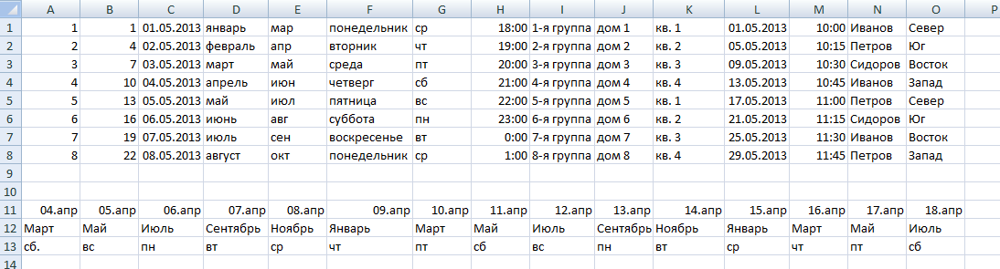 A B C D E F G H I J K L M N O P
1 1 1 01.05.2013 январь мар понедельник ср 18:00 1-я группа дом 1 кв. 1 01.05.2013 10:00 Иванов Север
2 2 4 02.05.2013 февраль апр вторник чт 19:00 2-я группа дом 2 кв. 2 05.05.2013 10:15 Петров Юг
3 3 7 03.05.2013 март май среда пт 20:00 3-я группа дом 3 кв. 3 09.05.2013 10:30 Сидоров Восток
4 4 10 04.05.2013 апрель июн четверг сб 21:00 4-я группа дом 4 кв. 4 13.05.2013 10:45 Иванов Запад
5 5 13 05.05.2013 май июл пятница вс 22:00 5-я группа дом 5 кв. 1 17.05.2013 11:00 Петров Север
6 6 16 06.05.2013 июнь авг суббота пн 23:00 6-я группа дом 6 кв. 2 21.05.2013 11:15 Сидоров Юг
7 7 19 07.05.2013 июль сен воскресенье вт 0:00 7-я группа дом 7 кв. 3 25.05.2013 11:30 Иванов Восток
8 8 22 08.05.2013 август окт понедельник ср 1:00 8-я группа дом 8 кв. 4 29.05.2013 11:45 Петров Запад
9
10
11 04.апр 05.апр 06.апр 07.апр 08.апр 09.апр 10.апр 11.апр 12.апр 13.апр 14.апр 15.апр 16.апр 17.апр 18.апр
12 Март Май Июль Сентябрь Ноябрь Январь Март Май Июль Сентябрь Ноябрь Январь Март Май Июль
13 сб. вс пн вт ср чт пт сб вс пн вт ср чт пт сб
14